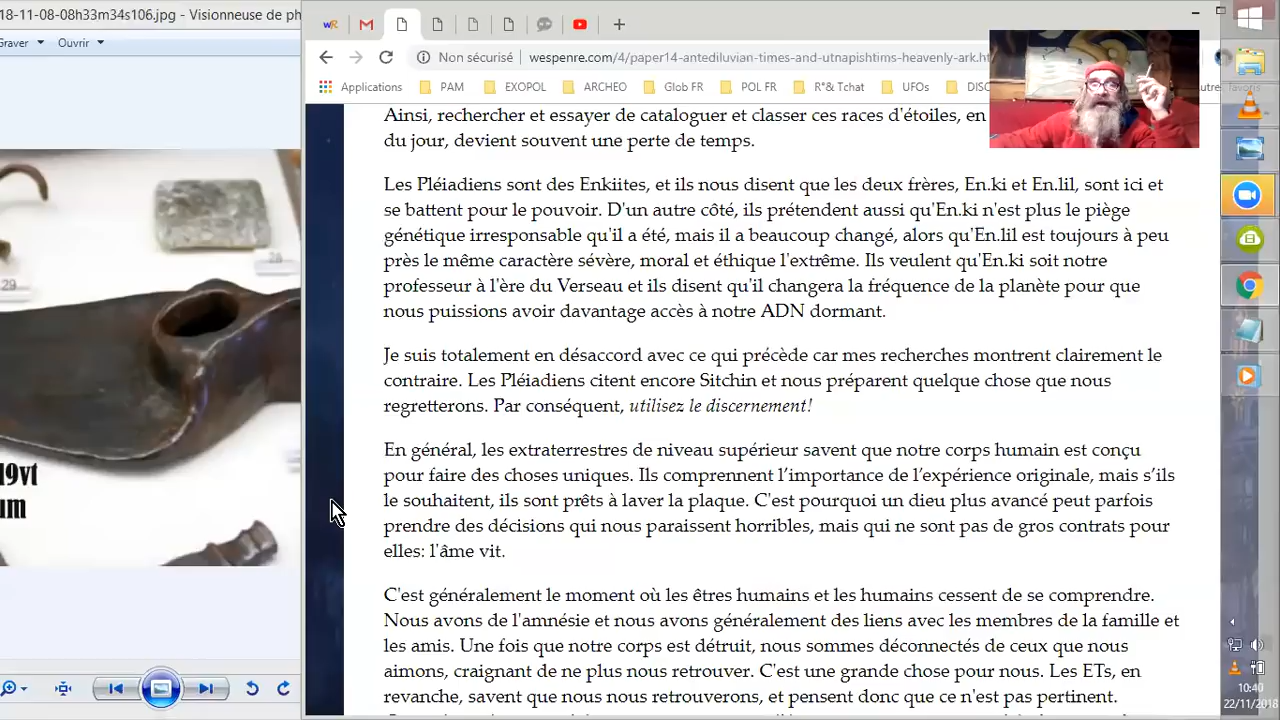 18-11-08-08h33m34s106.jpg - Visionneuse de ph
Graver Ouvrir
29
19vt
um
wR
Non sécurisé
wespenre.com/4/paper14-antediluvian-times-and-utnapishtims-heavenly-ark.ht
Applications PAM EXOPOL ARCHEO Glob FR POL FR R*& Tchat UFOs DISC
utres favoris
Ainsi, rechercher et essayer de cataloguer et classer ces races d'étoiles, en
du jour, devient souvent une perte de temps.
Les Pléiadiens sont des Enkiites, et ils nous disent que les deux frères, En.ki et En.lil, sont ici et
se battent pour le pouvoir. D'un autre côté, ils prétendent aussi qu'En.ki n'est plus le piège
génétique irresponsable qu'il a été, mais il a beaucoup changé, alors qu'En.lil est toujours à peu
près le même caractère sévère, moral et éthique l'extrême. Ils veulent qu'En.ki soit notre
professeur à l'ère du Verseau et ils disent qu'il changera la fréquence de la planète pour que
nous puissions avoir davantage accès à notre ADN dormant.
Je suis totalement en désaccord avec ce qui précède car mes recherches montrent clairement le
contraire. Les Pléiadiens citent encore Sitchin et nous préparent quelque chose que nous
regretterons. Par conséquent, utilisez le discernement!
En général, les extraterrestres de niveau supérieur savent que notre corps humain est conçu
pour faire des choses uniques. Ils comprennent l'importance de l'expérience originale, mais s'ils
le souhaitent, ils sont prêts à laver la plaque. C'est pourquoi un dieu plus avancé peut parfois
prendre des décisions qui nous paraissent horribles, mais qui ne sont pas de gros contrats pour
elles: l'âme vit.
C'est généralement le moment où les êtres humains et les humains cessent de se comprendre.
Nous avons de l'amnésie et nous avons généralement des liens avec les membres de la famille et
les amis. Une fois que notre corps est détruit, nous sommes déconnectés de ceux que nous
aimons, craignant de ne plus nous retrouver. C'est une grande chose pour nous. Les ETs, en
revanche, savent que nous nous retrouverons, et pensent donc que ce n'est pas pertinent.
10:40
22/11/2018